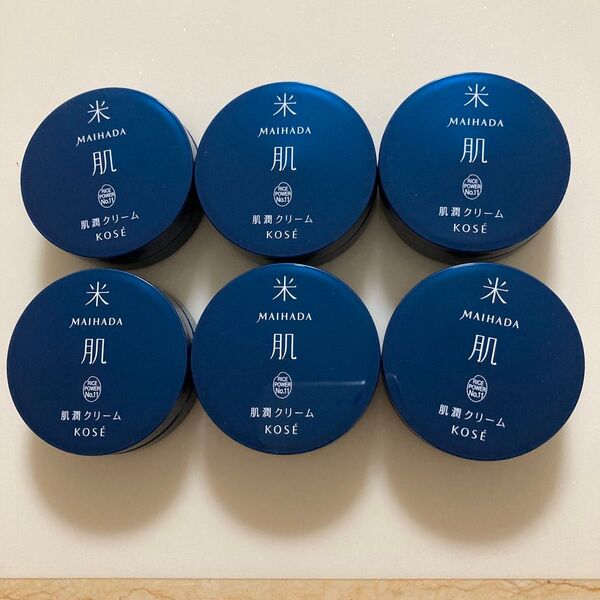 米
MAIHADA
肌
RICE
POWER
No.11
肌潤クリーム
KOSÉ
米
MAIHADA
肌
RICE
POWER
No.11
肌潤クリーム
KOSÉ
米
MAIHADA
肌
RICE
POWER
No.11
肌潤クリーム
KOSÉ
米
MAIHADA
肌
RICE
POWER
No.11
肌潤クリーム
KOSÉ
米
MAIHADA
肌
RICE
POWER
No.11
肌潤クリーム
KOSÉ
米
MAIHADA
肌
RICE
POWER
No.11
肌潤クリーム
KOSÉ